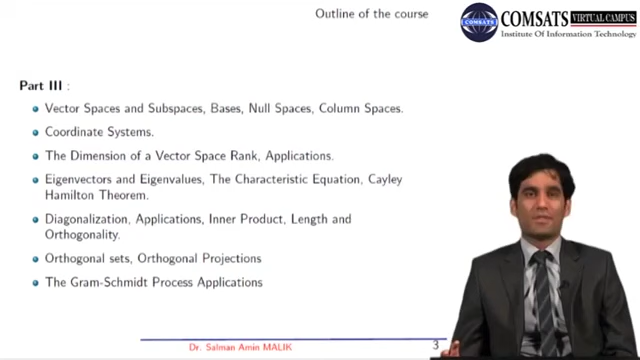 Outline of the course
COMSATS VIRTUAL CAMPUS
Institute Of Information Technology
Part III :
Vector Spaces and Subspaces, Bases, Null Spaces, Column Spaces.
Coordinate Systems.
The Dimension of a Vector Space Rank, Applications.
Eigenvectors and Eigenvalues, The Characteristic Equation, Cayley
Hamilton Theorem.
Diagonalization, Applications, Inner Product, Length and
Orthogonality.
Orthogonal sets, Orthogonal Projections
The Gram-Schmidt Process Applications
Dr. Salman Amin MALIK
3